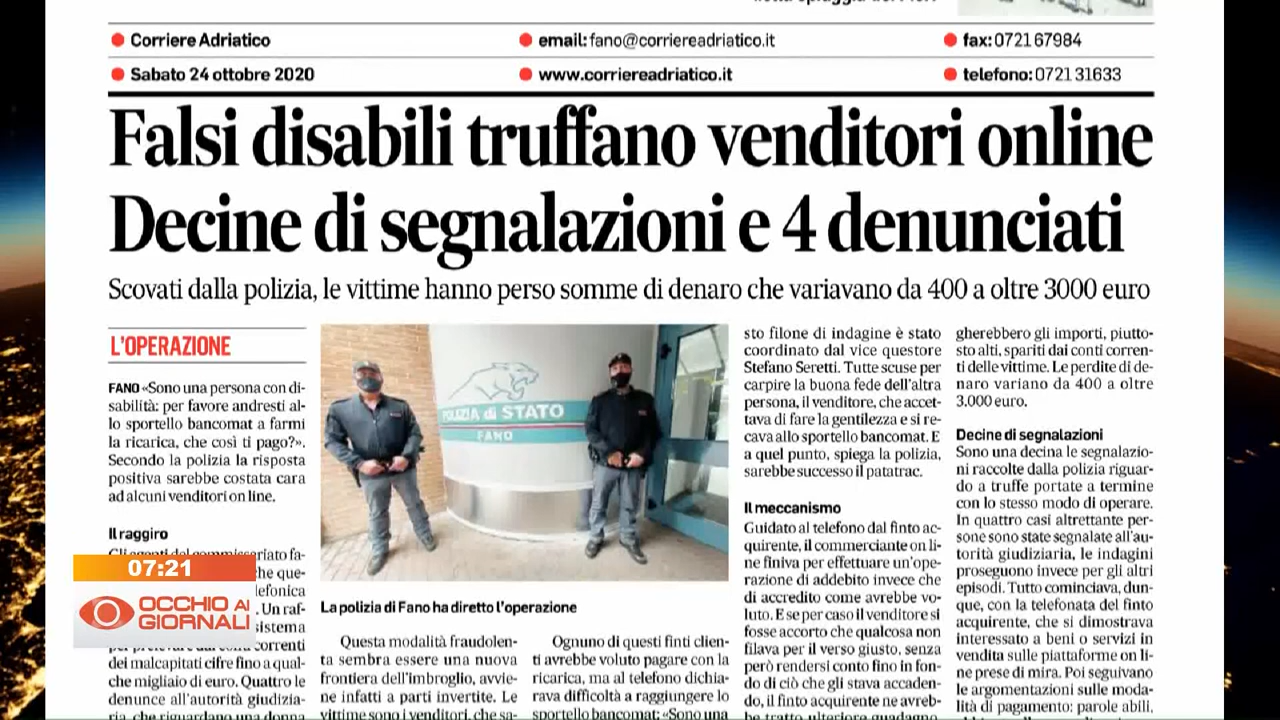 Corriere Adriatico
email: fano@corriereadriatico.it
fax: 0721 67984
Sabato 24 ottobre 2020
www.corriereadriatico.it
telefono: 0721 31633
Falsi disabili truffano venditori online
Decine di segnalazioni e 4 denunciati
Scovati dalla polizia, le vittime hanno perso somme di denaro che variavano da 400 a oltre 3000 euro
L'OPERAZIONE
FANO «Sono una persona con di-
sabilità: per favore andresti al-
lo sportello bancomat a farmi
la ricarica, che così ti pago?».
Secondo la polizia la risposta
positiva sarebbe costata cara
ad alcuni venditori on line.
Il raggiro
07:21
OCCHIO AI
GIORNALI
. Un raf-
dei malcapitati cifre fino a qual-
che migliaio di euro. Quattro le
denunce all'autorità giudizia-
ria, che riguardano una donna
POLIZIA di STATO
FANO
La polizia di Fano ha diretto l'operazione
Questa modalità fraudolen-
ta sembra essere una nuova
frontiera dell'imbroglio, avvie-
ne infatti a parti invertite. Le
vittime sono i venditori, che sa-
Ognuno di questi finti clien-
ti avrebbe voluto pagare con la
ricarica, ma al telefono dichia-
rava difficoltà a raggiungere lo
sportello bancomat: «Sono una
sto filone di indagine è stato
coordinato dal vice questore
Stefano Seretti. Tutte scuse per
carpire la buona fede dell'altra
persona, il venditore, che accet-
tava di fare la gentilezza e si re-
cava allo sportello bancomat. E
a quel punto, spiega la polizia,
sarebbe successo il patatrac.
Il meccanismo
Guidato al telefono dal finto ac-
quirente, il commerciante on li-
ne finiva per effettuare un'ope-
razione di addebito invece che
di accredito come avrebbe vo-
luto. E se per caso il venditore si
fosse accorto che qualcosa non
filava per il verso giusto, senza
però rendersi conto fino in fon-
do di ciò che gli stava accaden-
do, il finto acquirente ne avreb-
be tratto ulteriore guadagno
gherebbero gli importi, piutto-
sto alti, spariti dai conti corren-
ti delle vittime. Le perdite di de-
naro variano da 400 a oltre
3.000 euro.
Decine di segnalazioni
Sono una decina le segnalazio-
ni raccolte dalla polizia riguar-
do a truffe portate a termine
con lo stesso modo di operare.
In quattro casi altrettante per-
sone sono state segnalate all'au-
torità giudiziaria, le indagini
proseguono invece per gli altri
episodi. Tutto cominciava, dun-
que, con la telefonata del finto
acquirente, che si dimostrava
interessato a beni o servizi in
vendita sulle piattaforme on li-
ne prese di mira. Poi seguivano
le argomentazioni sulle moda-
lità di pagamento: parole abili,